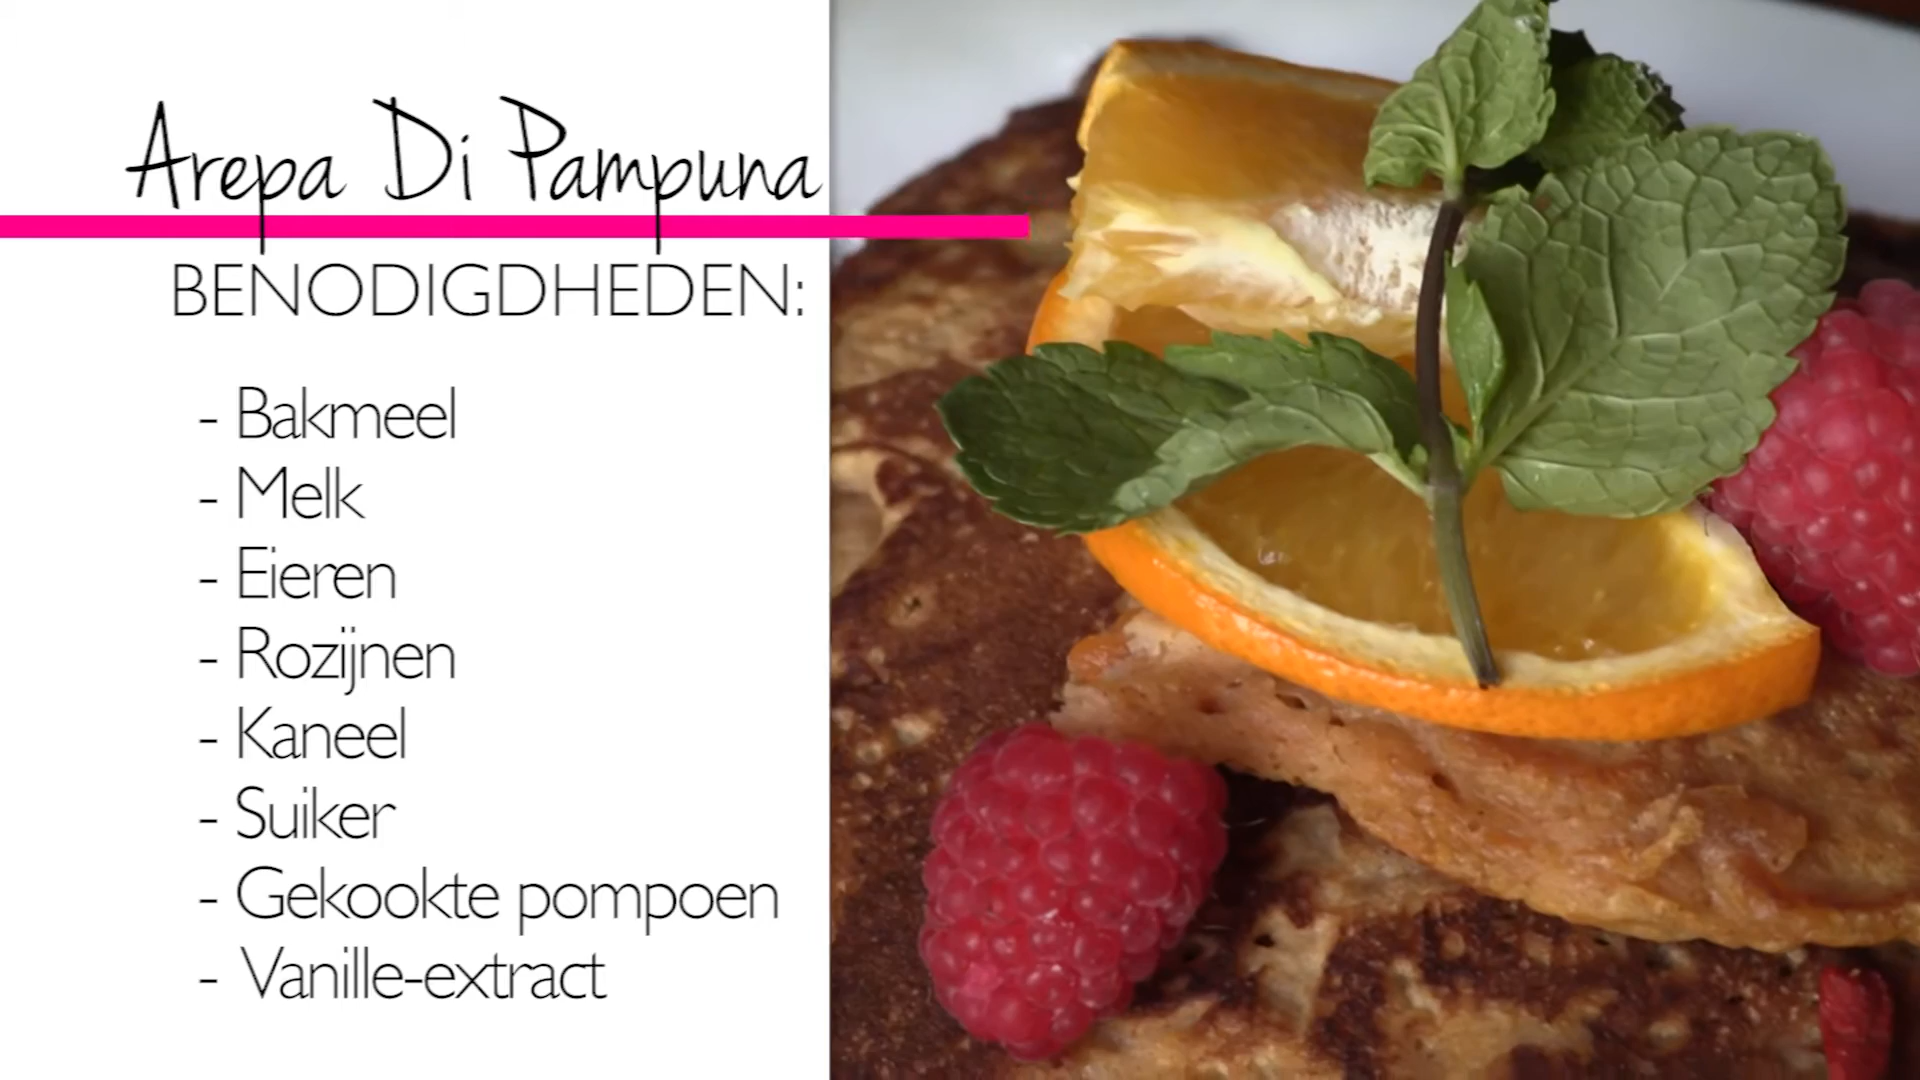 Arepa Di Pampuna
BENODIGDHEDEN:
- Bakmeel
- Melk
- Eieren
- Rozijnen
- Kaneel
- Suiker
- Gekookte pompoen
- Vanille-extract